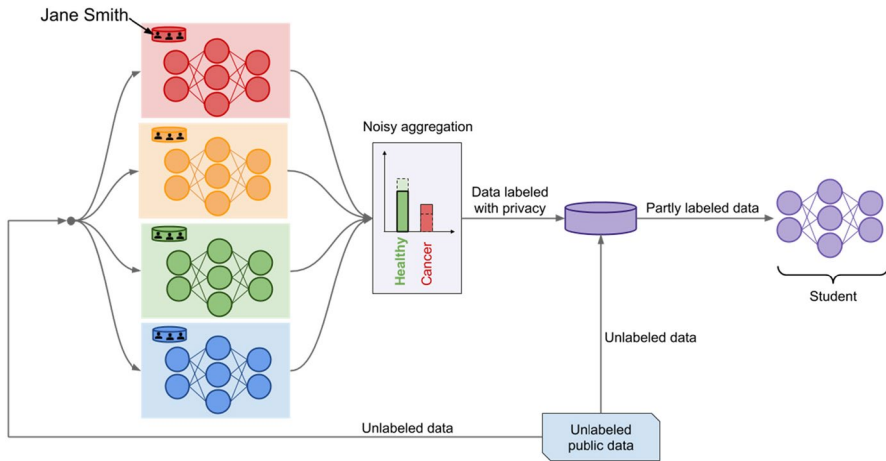 Jane Smith
Noisy aggregation
Healthy
Cancer
Data labeled
with privacy
Partly labeled data
Student
Unlabeled data
Unlabeled data
Unlabeled
public data